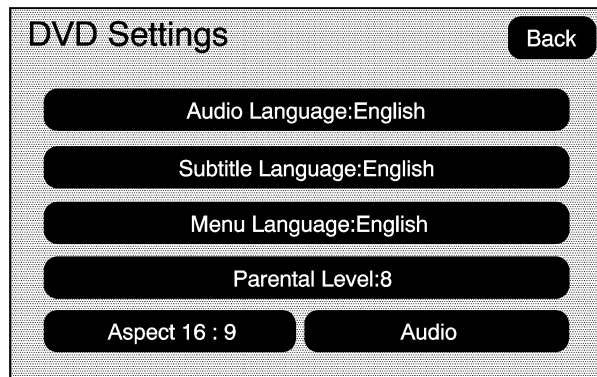 DVD Settings
Back
Audio Language:English
Subtitle Language:English
Menu Language:English
Parental Level:8
Aspect 16 : 9
Audio